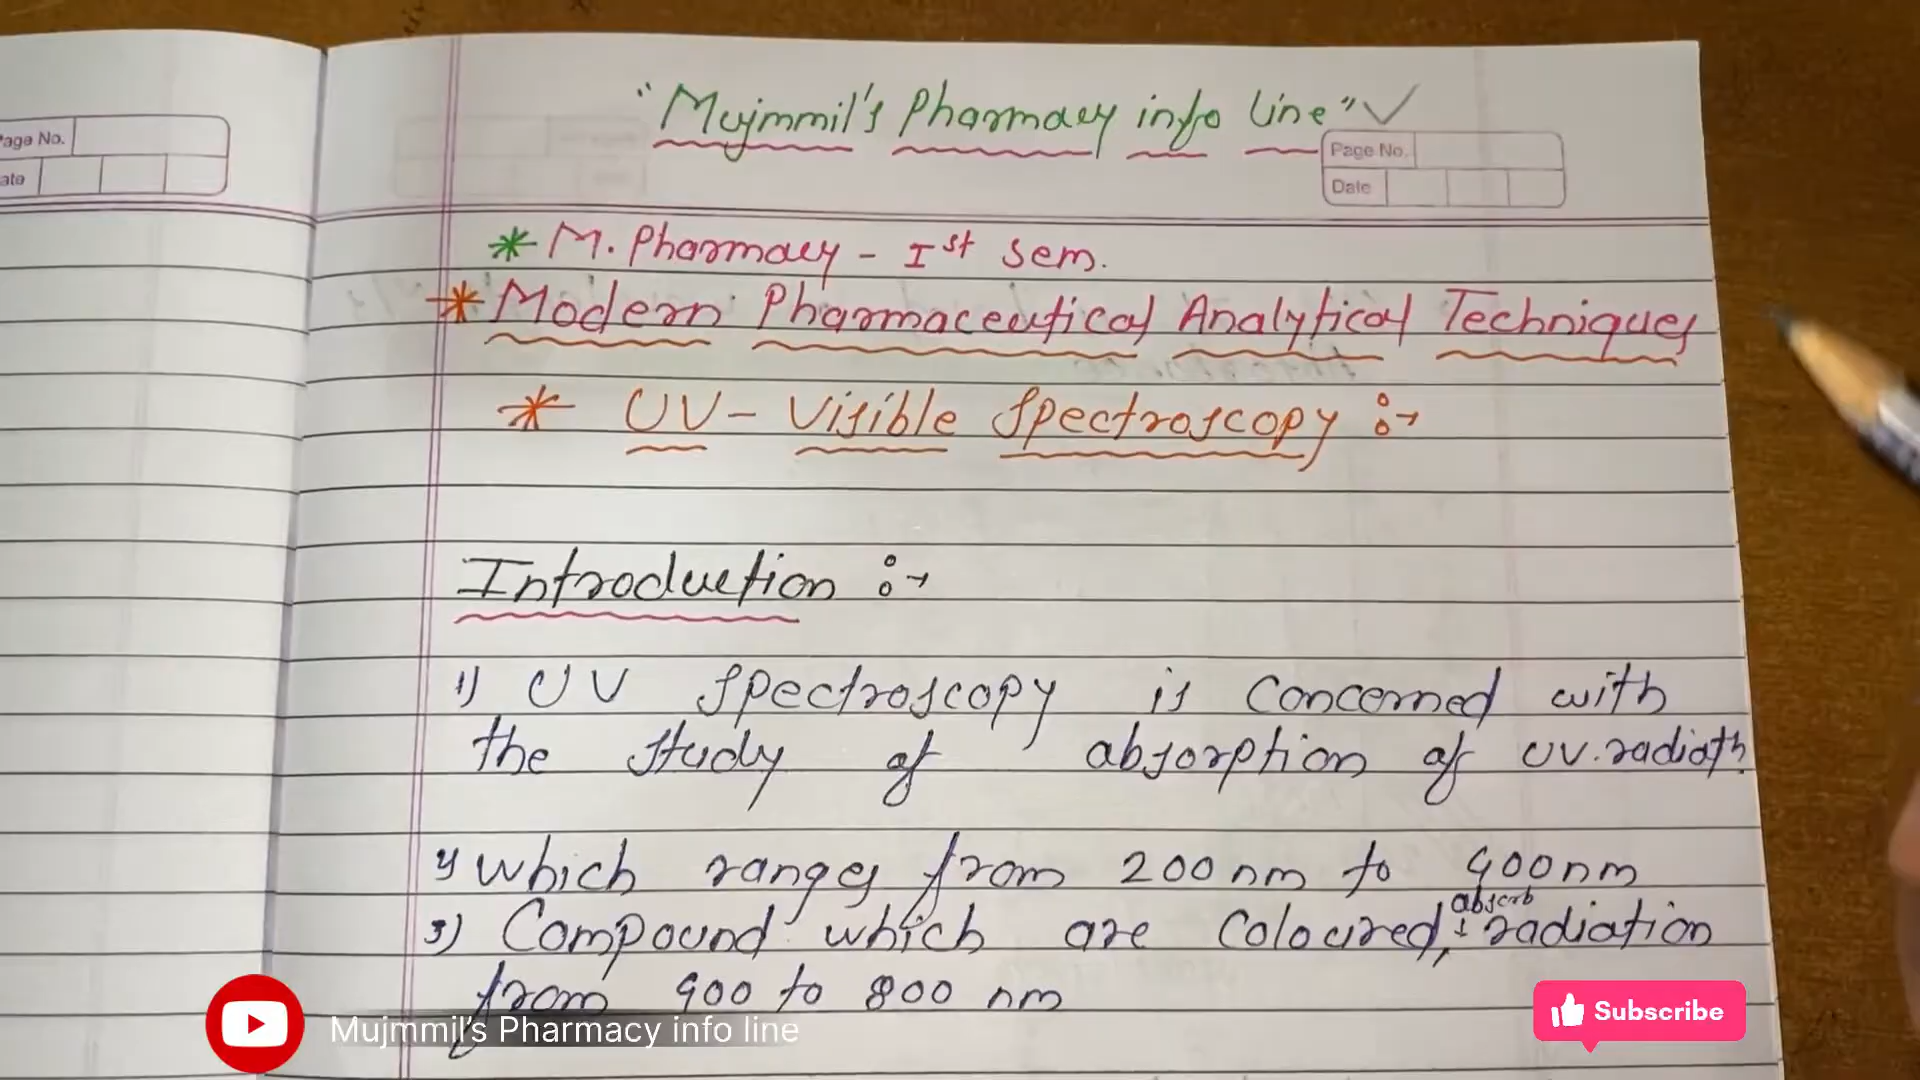 "Mujmmil's Pharmacy info line" ✓
Page No.
Date
Page No.
ate
* M. Pharmacy - Ist sem.
* Modern Pharmaceutical Analytical Techniques
* UV - Visible Spectroscopy :→
Introduction :→
1) UV Spectroscopy is concerned with
the study of absorption of UV. radiatn.
2) which ranges from 200 nm to 400 nm
absorb
3) Compound which are coloured, radiation
from 400 to 800 nm
Mujmmil's Pharmacy info line
Subscribe